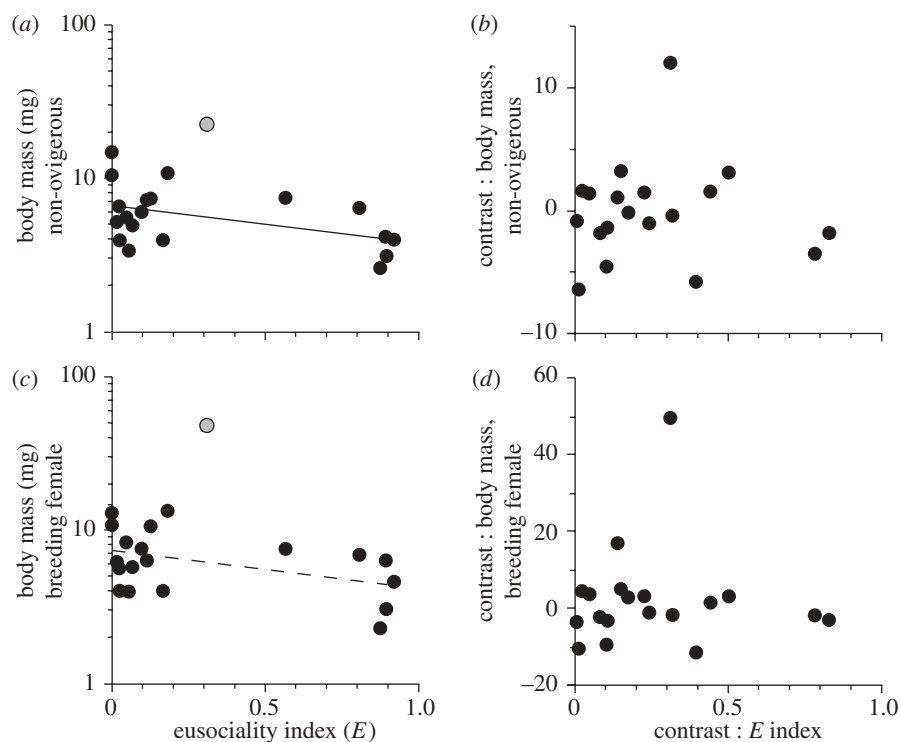 (a)
100
10
1
body mass (mg)
non-ovigerous
(b)
10
0
–10
contrast : body mass,
non-ovigerous
(c)
100
10
1
body mass (mg)
breeding female
0
0.5
1.0
eusociality index (E)
(d)
60
40
20
0
–20
contrast : body mass,
breeding female
0
0.5
1.0
contrast : E index